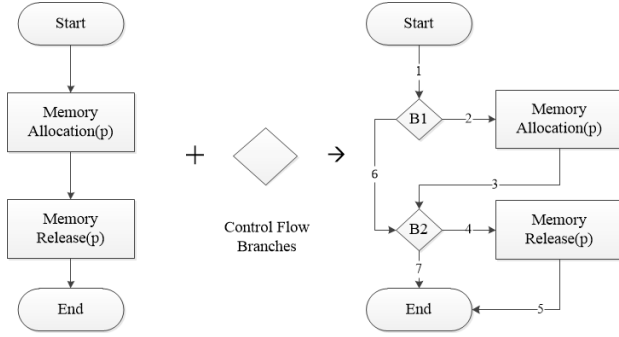 Start
Memory
Allocation(p)
Memory
Release(p)
End
+
Control Flow
Branches
Start
1
B1
2
Memory
Allocation(p)
6
3
B2
4
Memory
Release(p)
7
End
5